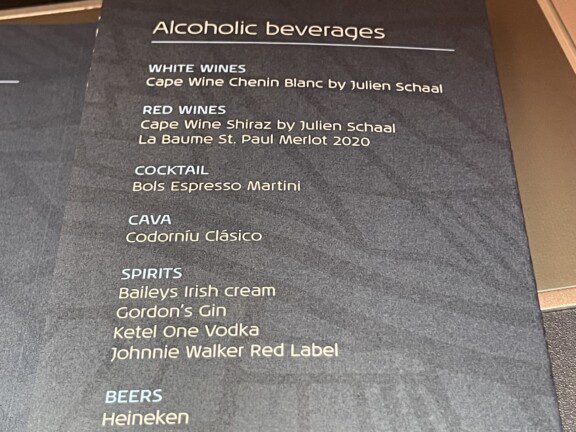 Alcoholic beverages
WHITE WINES
Cape Wine Chenin Blanc by Julien Schaal
RED WINES
Cape Wine Shiraz by Julien Schaal
La Baume St. Paul Merlot 2020
COCKTAIL
Bols Espresso Martini
CAVA
Codorníu Clásico
SPIRITS
Baileys Irish cream
Gordon's Gin
Ketel One Vodka
Johnnie Walker Red Label
BEERS
Heineken